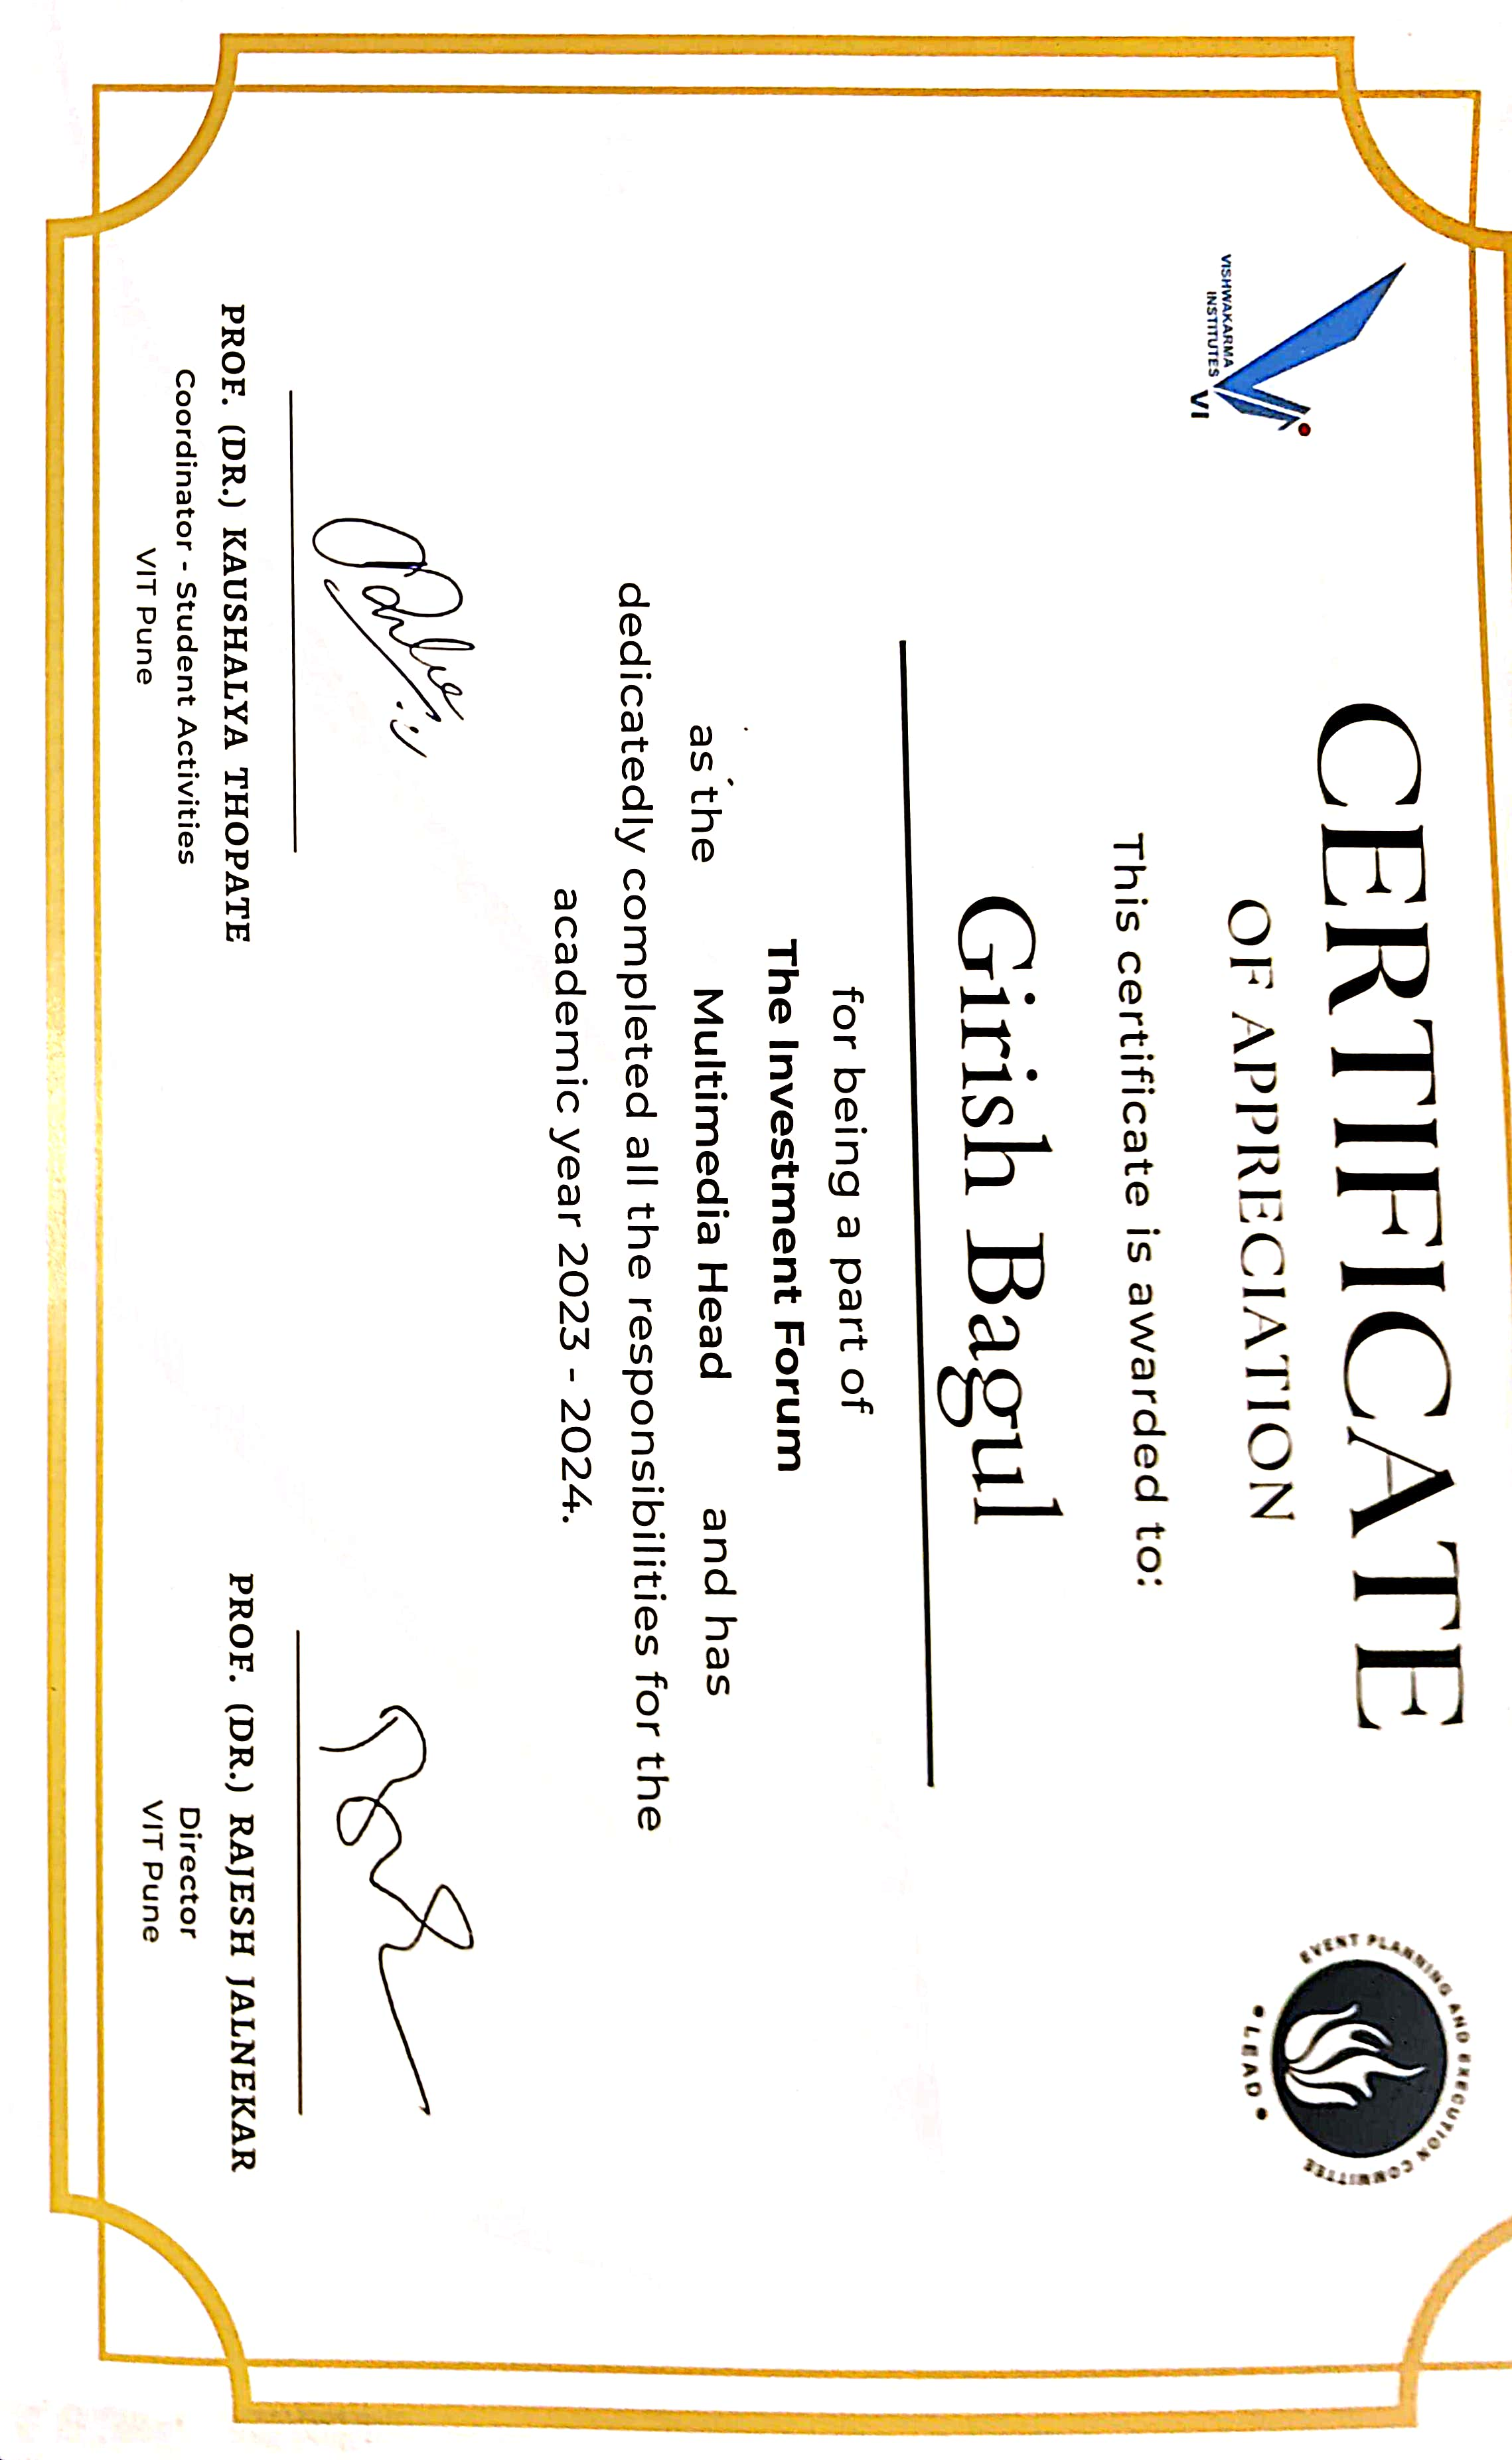 VISHWAKARMA
INSTITUTES
VI
EVENT PLANNING AND EXECUTION COMMITTEE
• LEAD •
CERTIFICATE
OF APPRECIATION
This certificate is awarded to:
Girish Bagul
for being a part of
The Investment Forum
as the Multimedia Head and has
dedicatedly completed all the responsibilities for the
academic year 2023 - 2024.
PROF. (DR.) KAUSHALYA THOPATE
Coordinator - Student Activities
VIT Pune
PROF. (DR.) RAJESH JALNEKAR
Director
VIT Pune